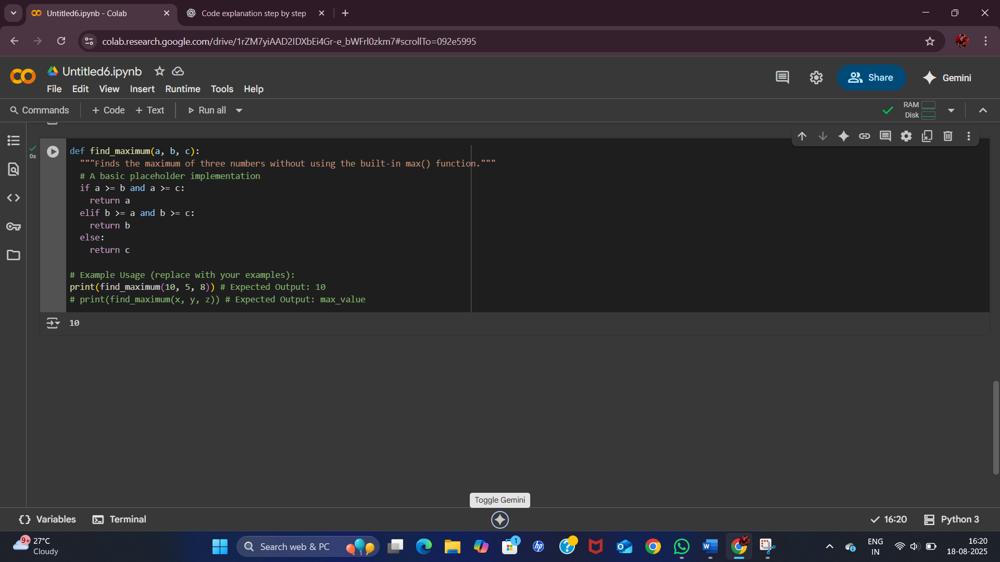 Untitled6.ipynb - Colab
Code explanation step by step
colab.research.google.com/drive/1rZM7yiAAD2IDXbEi4Gr-e_bWFrl0zkm7#scrollTo=092e5995
Untitled6.ipynb
File Edit View Insert Runtime Tools Help
Share
Gemini
Commands + Code + Text Run all
RAM
Disk
0s
def find_maximum(a, b, c):
  """Finds the maximum of three numbers without using the built-in max() function."""
  # A basic placeholder implementation
  if a >= b and a >= c:
    return a
  elif b >= a and b >= c:
    return b
  else:
    return c
# Example Usage (replace with your examples):
print(find_maximum(10, 5, 8)) # Expected Output: 10
# print(find_maximum(x, y, z)) # Expected Output: max_value
10
Toggle Gemini
{} Variables Terminal
16:20 Python 3
9+
27°C
Cloudy
Search web & PC
1
hp
ENG
IN
16:20
18-08-2025